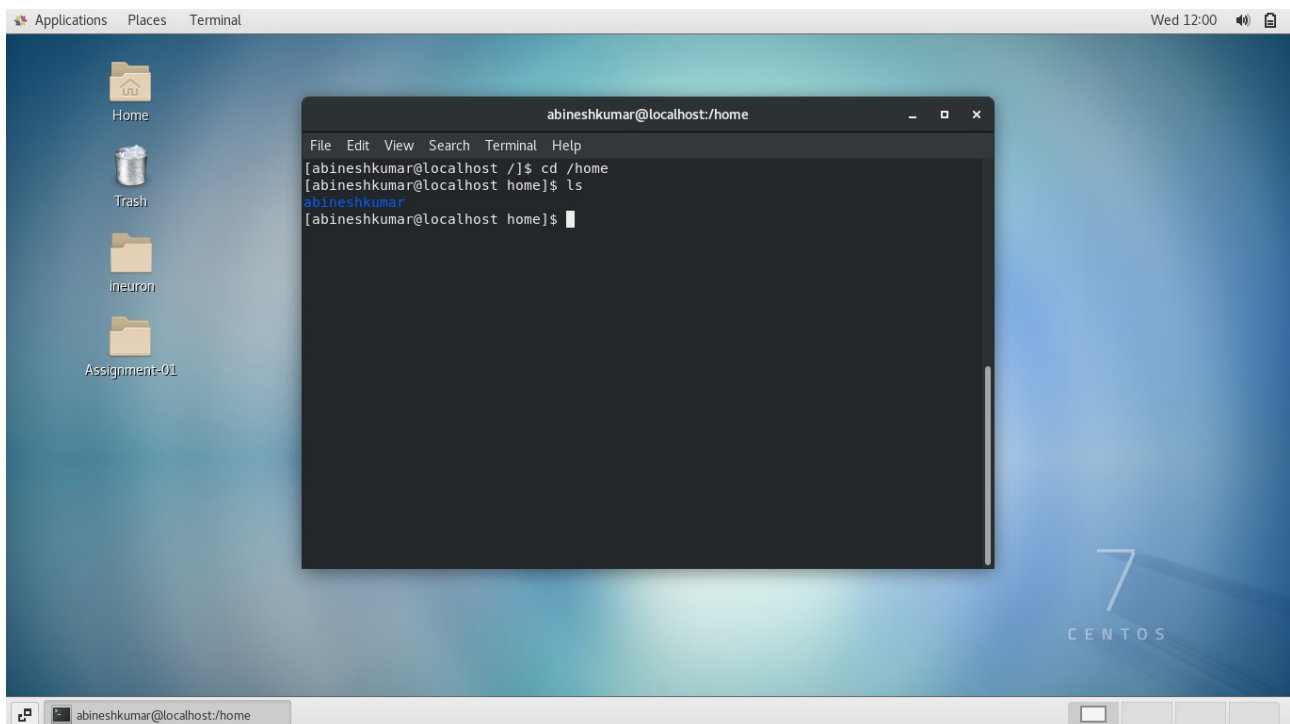 Applications Places Terminal
Wed 12:00
Home
Trash
ineuron
Assignment-01
abineshkumar@localhost:/home
File Edit View Search Terminal Help
[abineshkumar@localhost /]$ cd /home
[abineshkumar@localhost home]$ ls
abineshkumar
[abineshkumar@localhost home]$
7
CENTOS
abineshkumar@localhost:/home